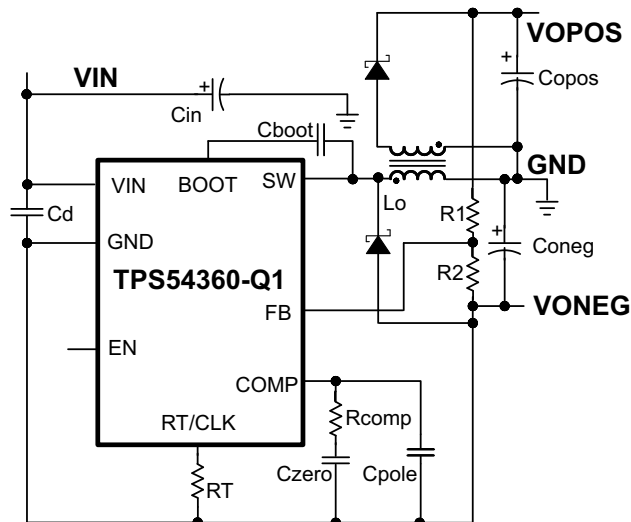 VOPOS
VIN
+
+
Copos
Cin
Cboot
GND
VIN
BOOT
SW
Cd
Lo
R1
GND
+
Coneg
TPS54360-Q1
R2
FB
VONEG
EN
COMP
Rcomp
RT/CLK
Czero
Cpole
RT